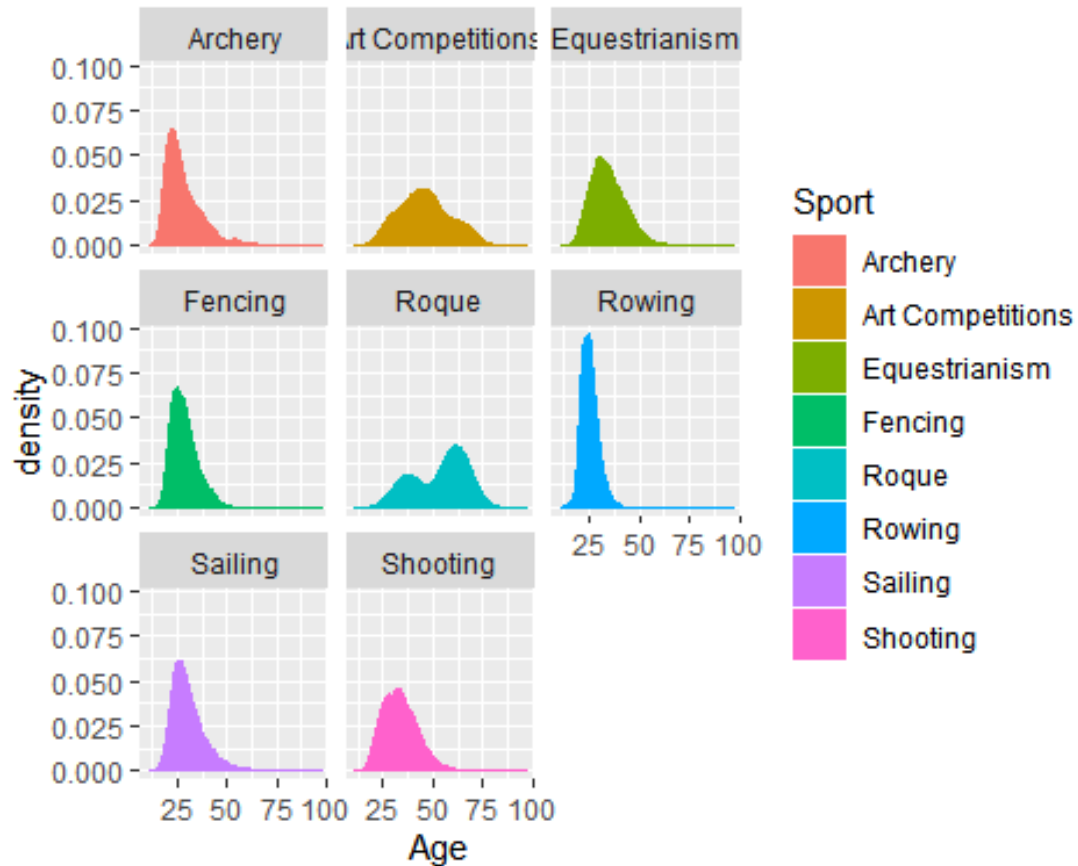 Archery
Art Competitions
Equestrianism
0.100
0.075
0.050
0.025
0.000
Fencing
Roque
Rowing
0.100
0.075
0.050
0.025
0.000
25 50 75 100
Sailing
Shooting
0.100
0.075
0.050
0.025
0.000
25 50 75 100
25 50 75 100
density
Age
Sport
Archery
Art Competitions
Equestrianism
Fencing
Roque
Rowing
Sailing
Shooting